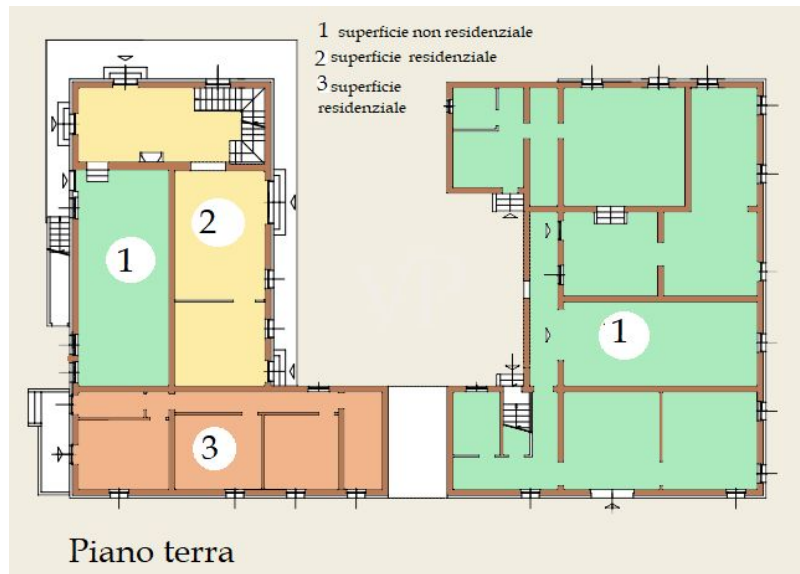 1 superficie non residenziale
2 superficie residenziale
3 superficie
residenziale
2
1
1
3
Piano terra